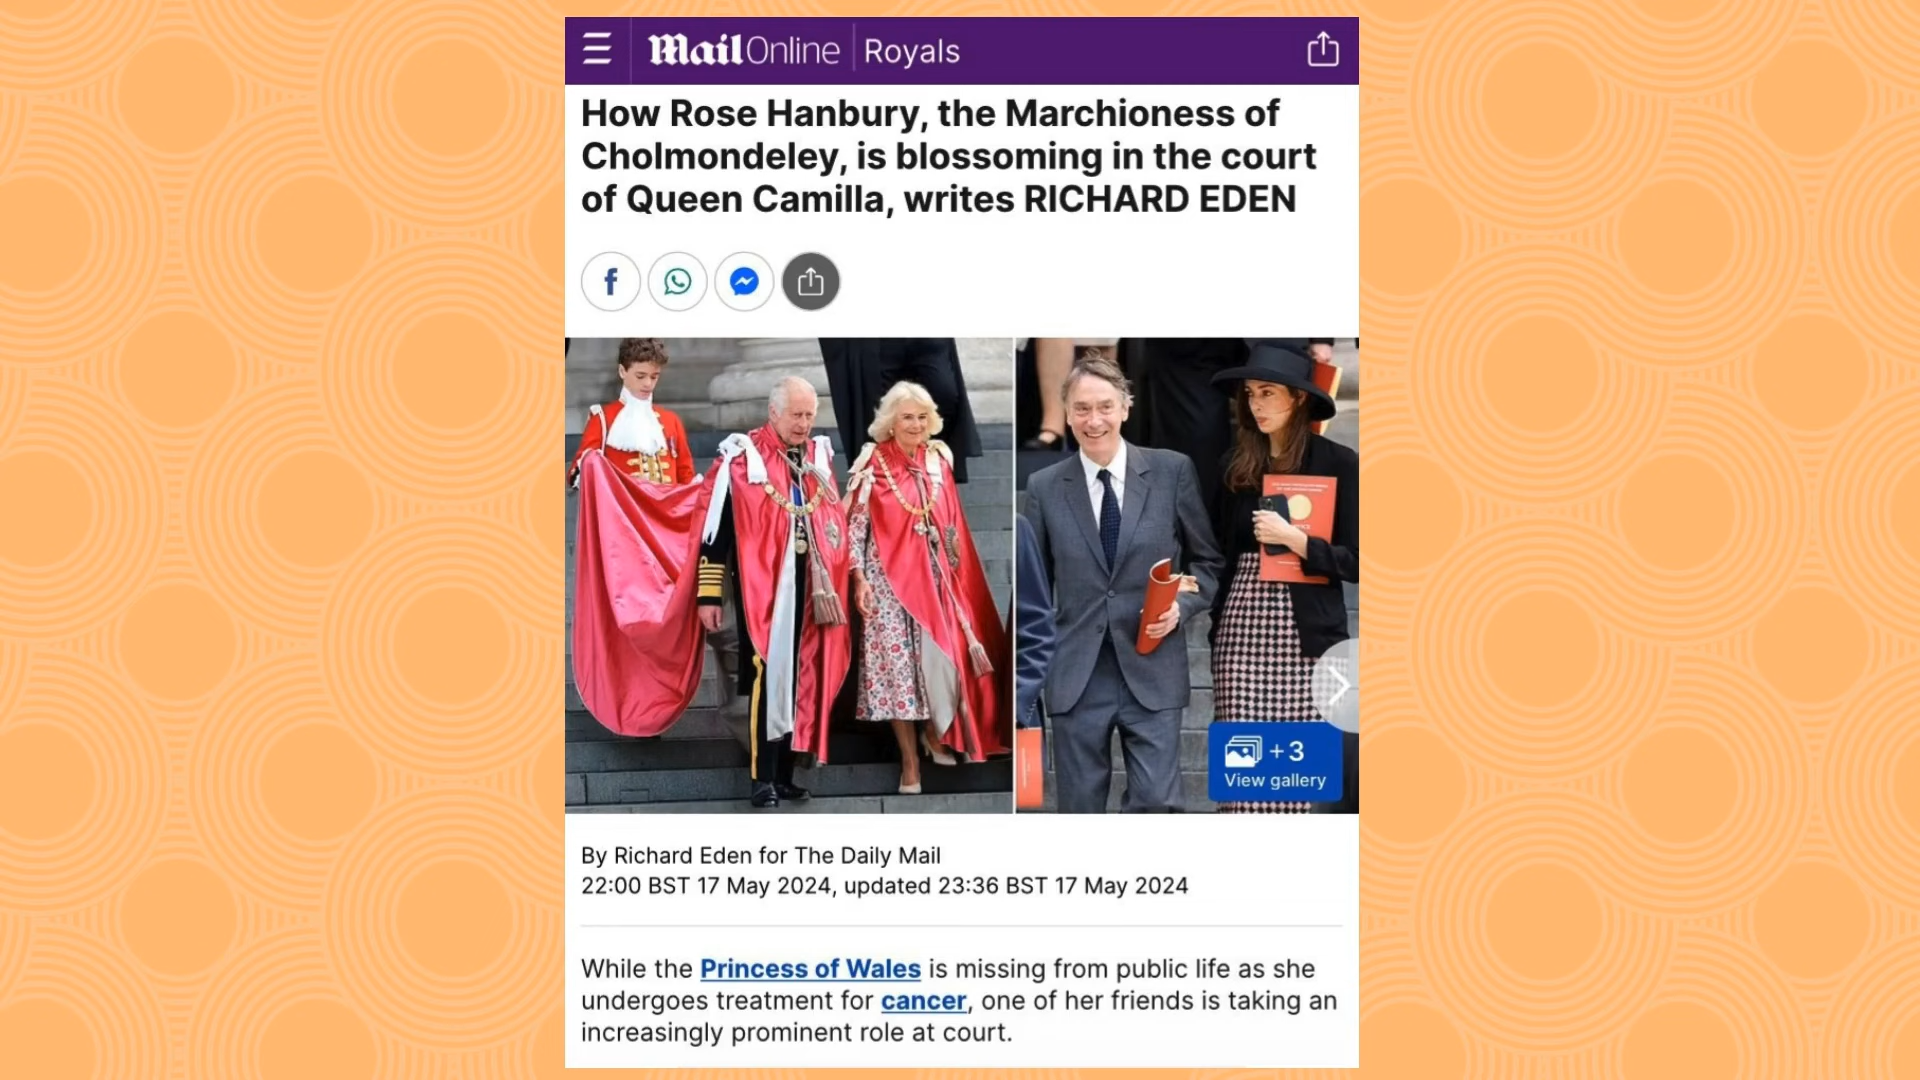 Mail Online Royals
How Rose Hanbury, the Marchioness of
Cholmondeley, is blossoming in the court
of Queen Camilla, writes RICHARD EDEN
+3
View gallery
By Richard Eden for The Daily Mail
22:00 BST 17 May 2024, updated 23:36 BST 17 May 2024
While the Princess of Wales is missing from public life as she
undergoes treatment for cancer, one of her friends is taking an
increasingly prominent role at court.